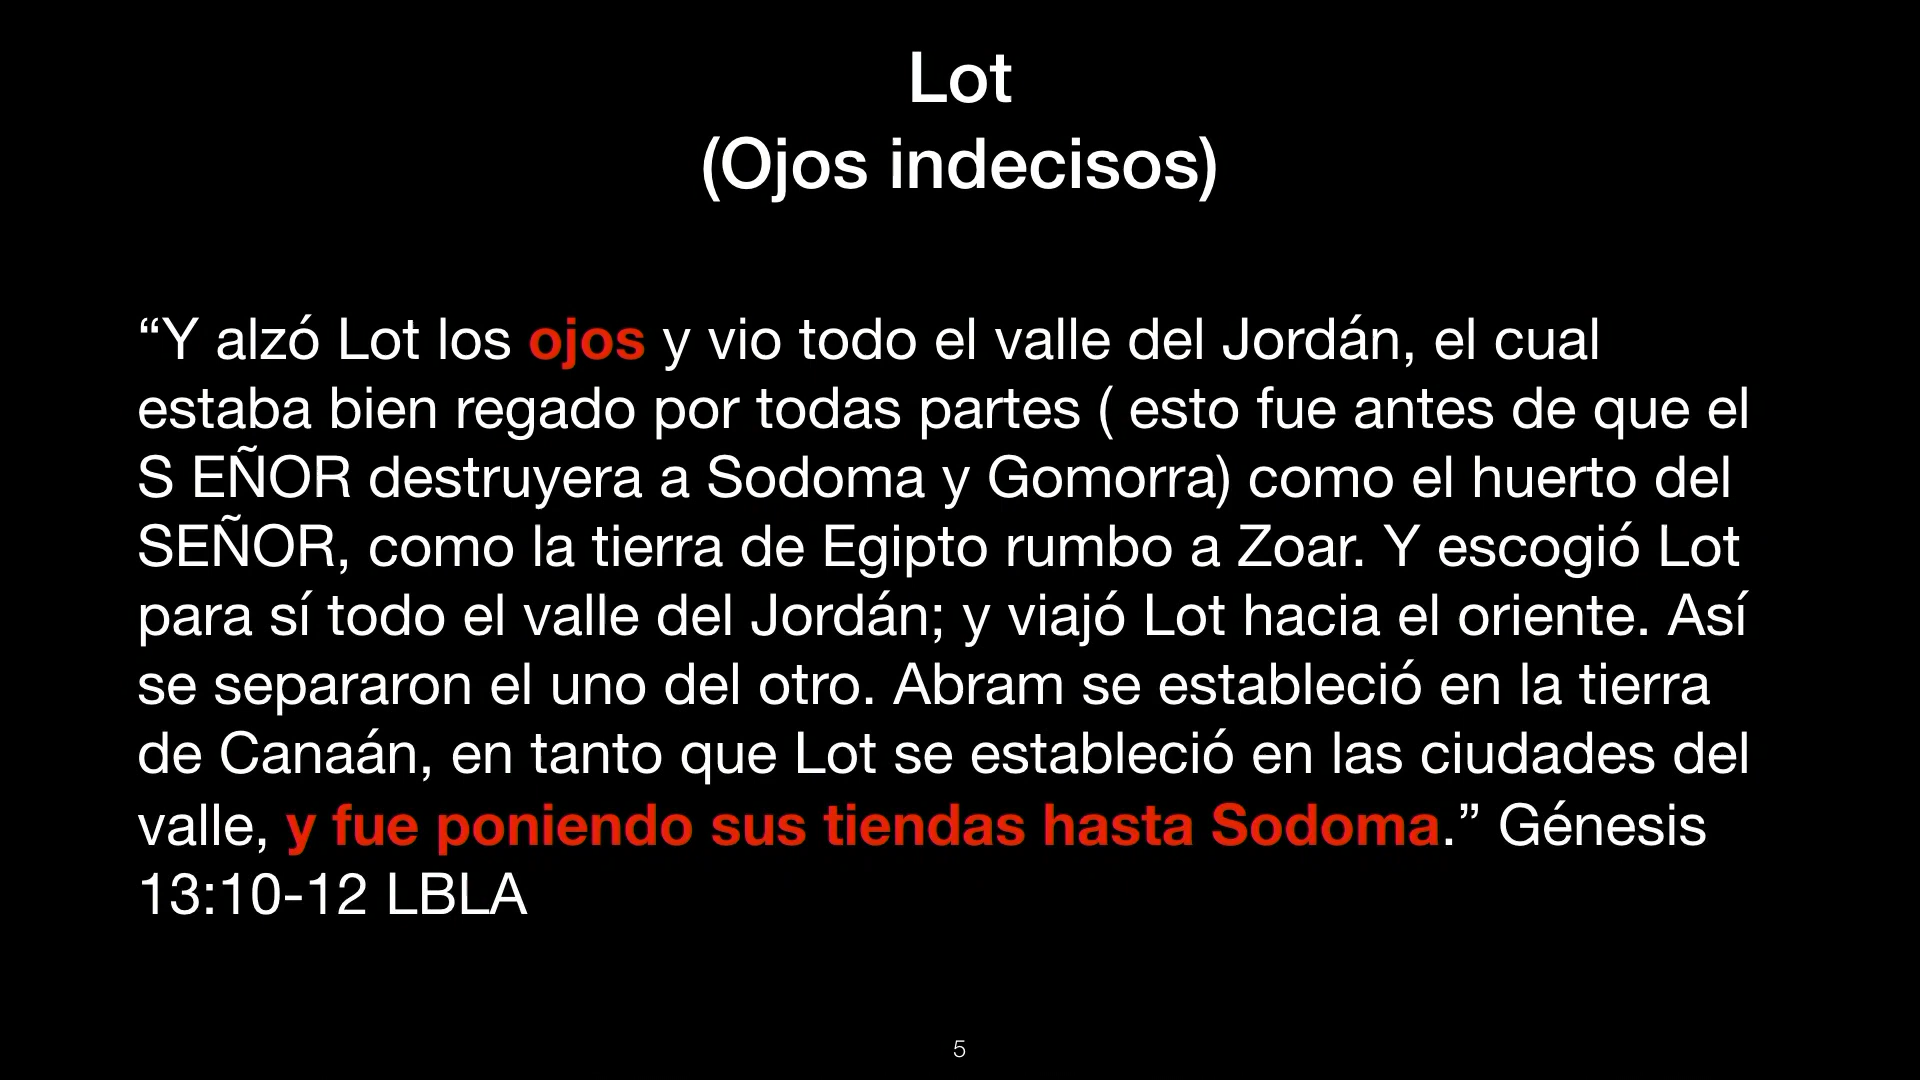 Lot
(Ojos indecisos)
“Y alzó Lot los ojos y vio todo el valle del Jordán, el cual
estaba bien regado por todas partes ( esto fue antes de que el
S EÑOR destruyera a Sodoma y Gomorra) como el huerto del
SEÑOR, como la tierra de Egipto rumbo a Zoar. Y escogió Lot
para sí todo el valle del Jordán; y viajó Lot hacia el oriente. Así
se separaron el uno del otro. Abram se estableció en la tierra
de Canaán, en tanto que Lot se estableció en las ciudades del
valle, y fue poniendo sus tiendas hasta Sodoma.” Génesis
13:10-12 LBLA
5